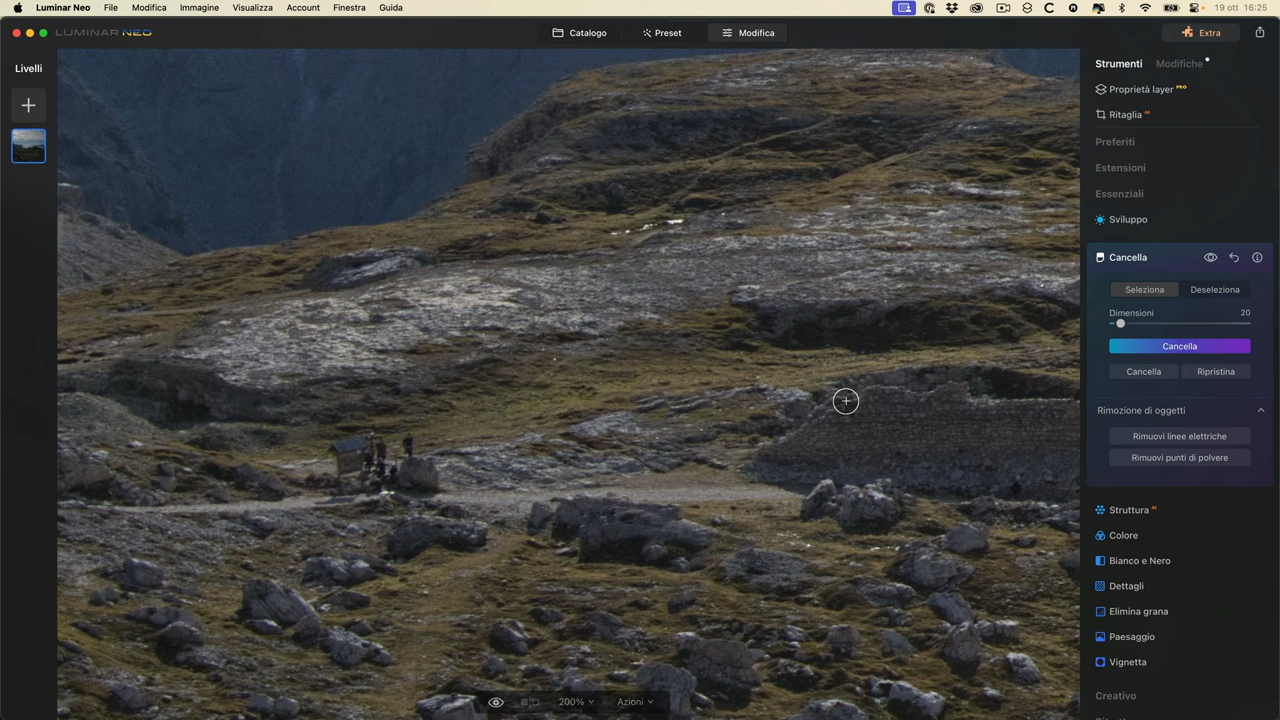 Luminar Neo File Modifica Immagine Visualizza Account Finestra Guida 19 ott 16:25
LUMINAR NEO Catalogo Preset Modifica Extra
Livelli
Strumenti Modifiche
Proprietà layer PRO
Ritaglia AI
Preferiti
Estensioni
Essenziali
Sviluppo
Cancella
Seleziona Deseleziona
Dimensioni 20
Cancella
Cancella Ripristina
Rimozione di oggetti
Rimuovi linee elettriche
Rimuovi punti di polvere
Struttura AI
Colore
Bianco e Nero
Dettagli
Elimina grana
Paesaggio
Vignetta
Creativo
200% Azioni